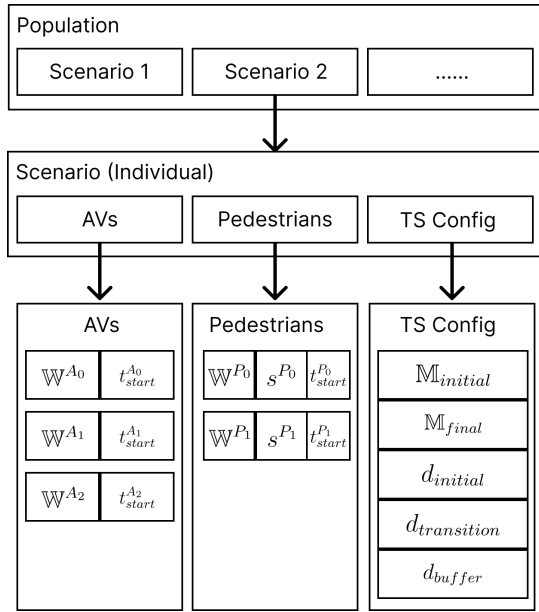 Population
Scenario 1 Scenario 2 ......
Scenario (Individual)
AVs Pedestrians TS Config
AVs Pedestrians TS Config
𝕎^{A_0} t_{start}^{A_0} 𝕎^{P_0} s^{P_0} t_{start}^{P_0} 𝕄_{initial}
𝕎^{A_1} t_{start}^{A_1} 𝕎^{P_1} s^{P_1} t_{start}^{P_1} 𝕄_{final}
𝕎^{A_2} t_{start}^{A_2} d_{initial}
d_{transition}
d_{buffer}